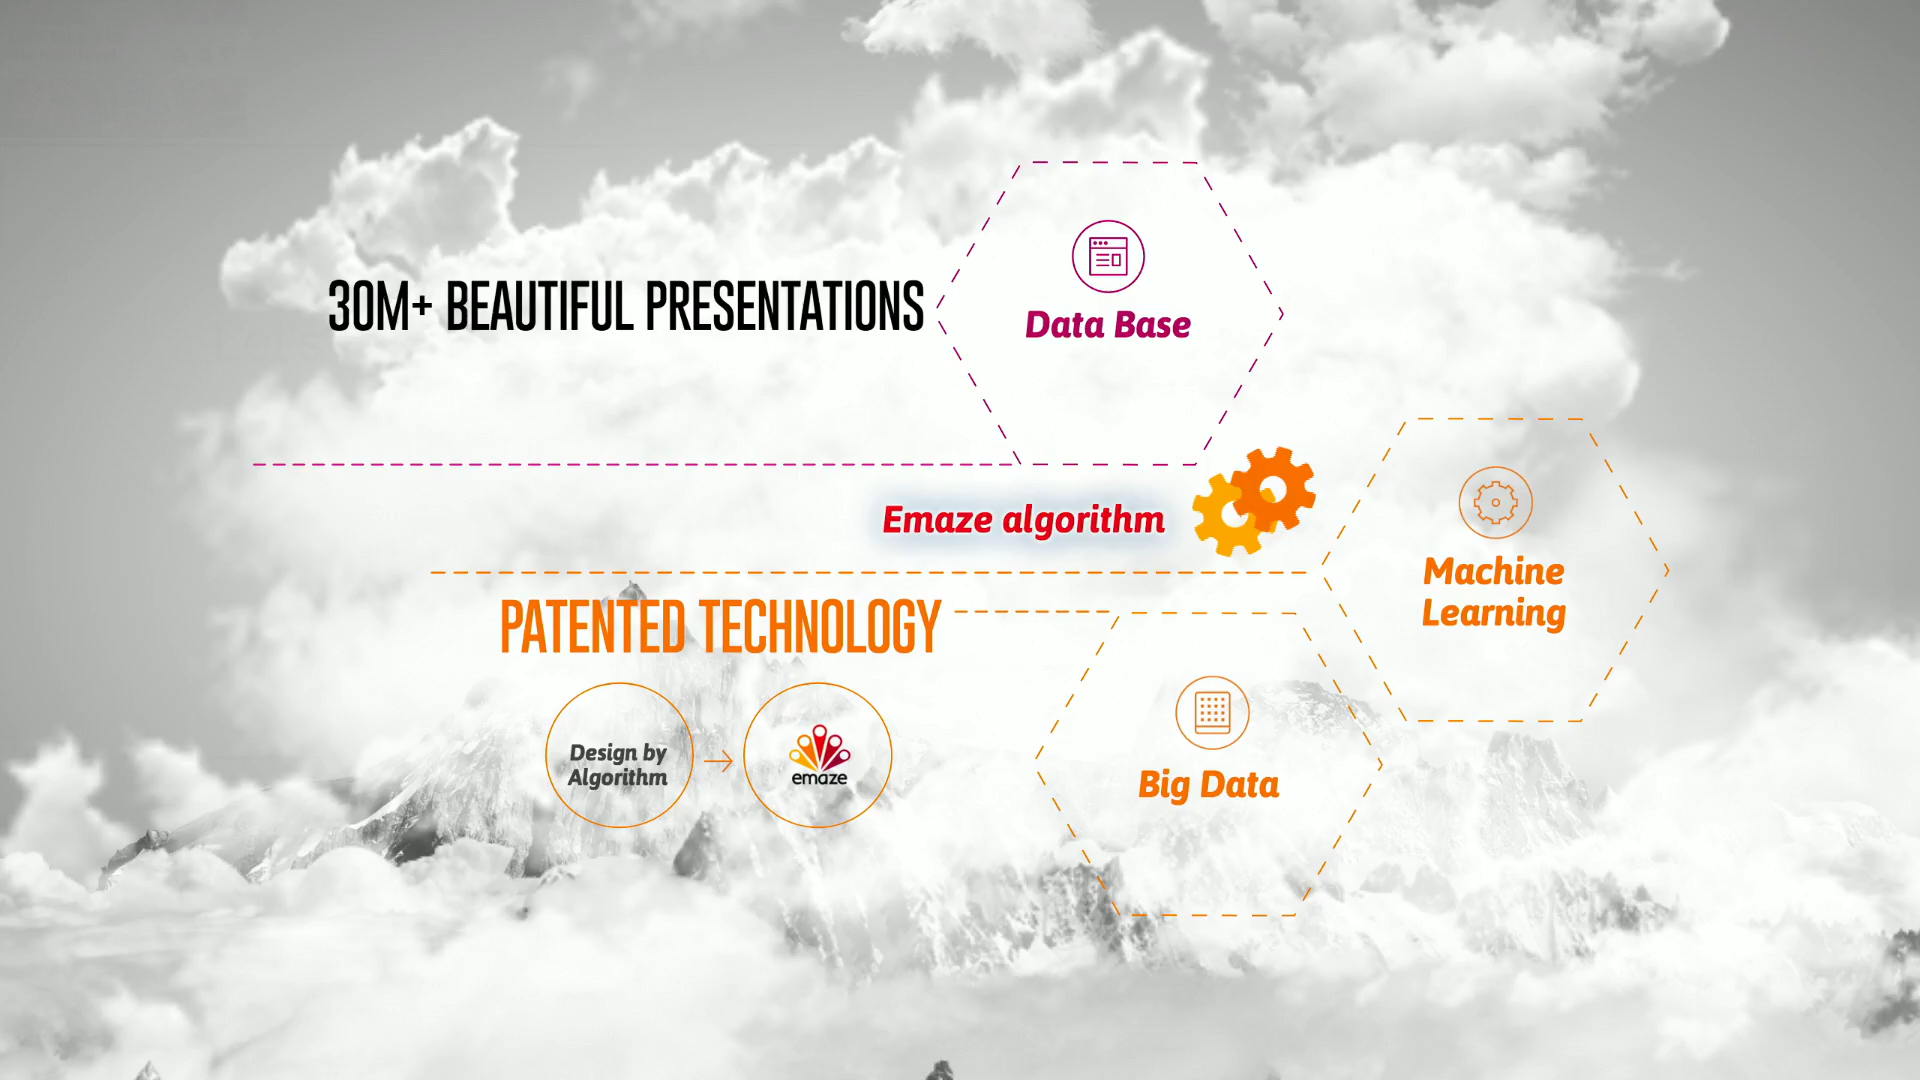 30M+ BEAUTIFUL PRESENTATIONS
Data Base
Emaze algorithm
Machine
Learning
PATENTED TECHNOLOGY
Design by
Algorithm
emaze
Big Data